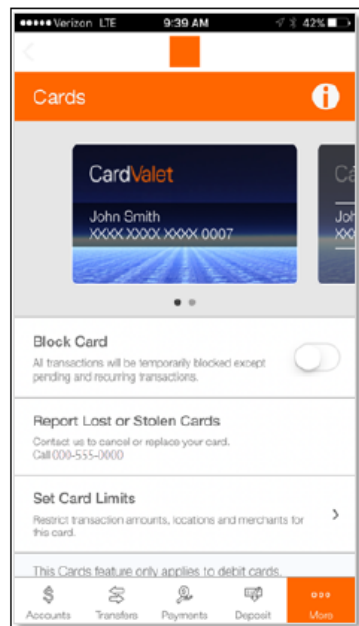 Verizon LTE 9:39 AM 42%
Cards
CardValet
John Smith
XXXX XXXX XXXX 0007
Ca
Joh
XXX
Block Card
All transactions will be temporarily blocked except
pending and recurring transactions.
Report Lost or Stolen Cards
Contact us to cancel or replace your card.
Call 000-555-0000
Set Card Limits
Restrict transaction amounts, locations and merchants for
this card.
This Cards feature only applies to debit cards.
Accounts Transfers Payments Deposit More